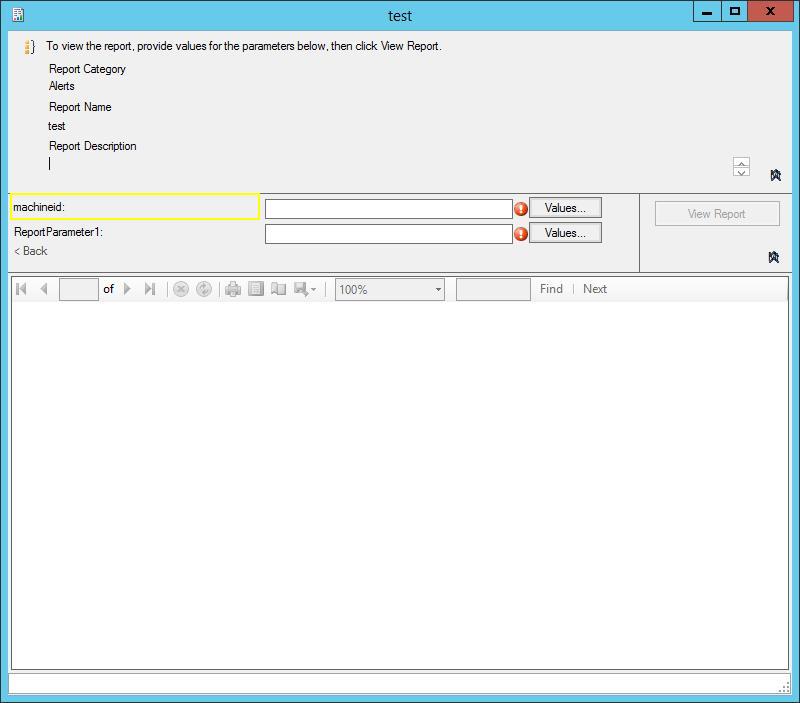 test
To view the report, provide values for the parameters below, then click View Report.
Report Category
Alerts
Report Name
test
Report Description
machineid:
Values...
View Report
ReportParameter1:
Values...
< Back
of
100%
Find
Next